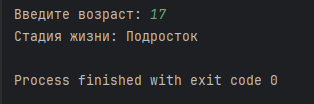 Введите возраст: 17
Стадия жизни: Подросток
Process finished with exit code 0